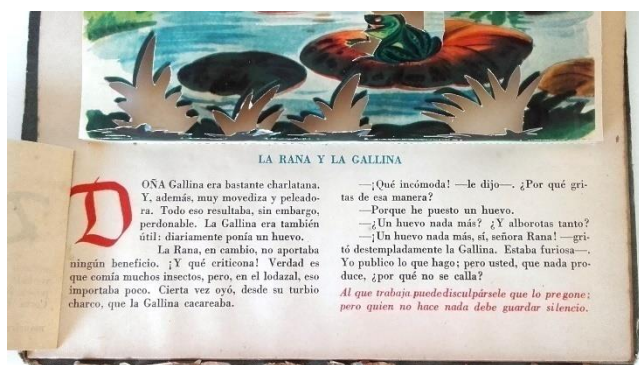 LA RANA Y LA GALLINA
DOÑA Gallina era bastante charlatana.
Y, además, muy movediza y peleado-
ra. Todo eso resultaba, sin embargo,
perdonable. La Gallina era también
útil: diariamente ponía un huevo.
La Rana, en cambio, no aportaba
ningún beneficio. ¡Y qué criticona! Verdad es
que comía muchos insectos, pero, en el lodazal, eso
importaba poco. Cierta vez oyó, desde su turbio
charco, que la Gallina cacareaba.
—¡Qué incómoda! —le dijo—. ¿Por qué gri-
tas de esa manera?
—Porque he puesto un huevo.
—¿Un huevo nada más? ¿Y alborotas tanto?
—¡Un huevo nada más, sí, señora Rana! —gri-
tó destempladamente la Gallina. Estaba furiosa—.
Yo publico lo que hago; pero usted, que nada pro-
duce, ¿por qué no se calla?
Al que trabaja puede disculpársele que lo pregone;
pero quien no hace nada debe guardar silencio.